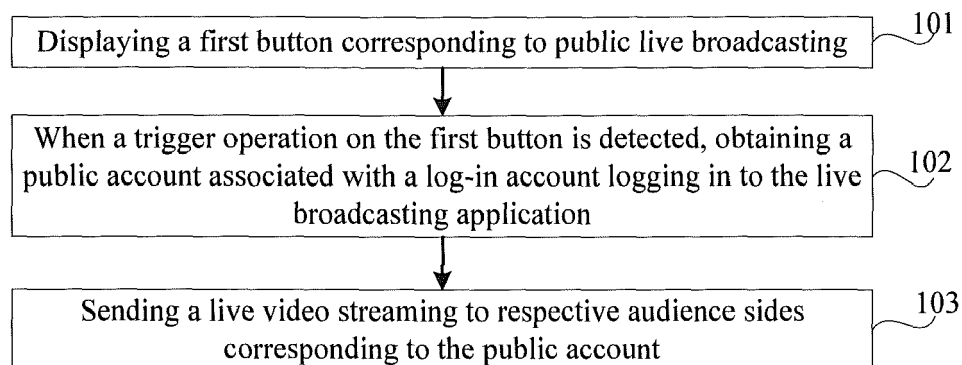 Displaying a first button corresponding to public live broadcasting
101
When a trigger operation on the first button is detected, obtaining a
public account associated with a log-in account logging in to the live
broadcasting application
102
Sending a live video streaming to respective audience sides
corresponding to the public account
103